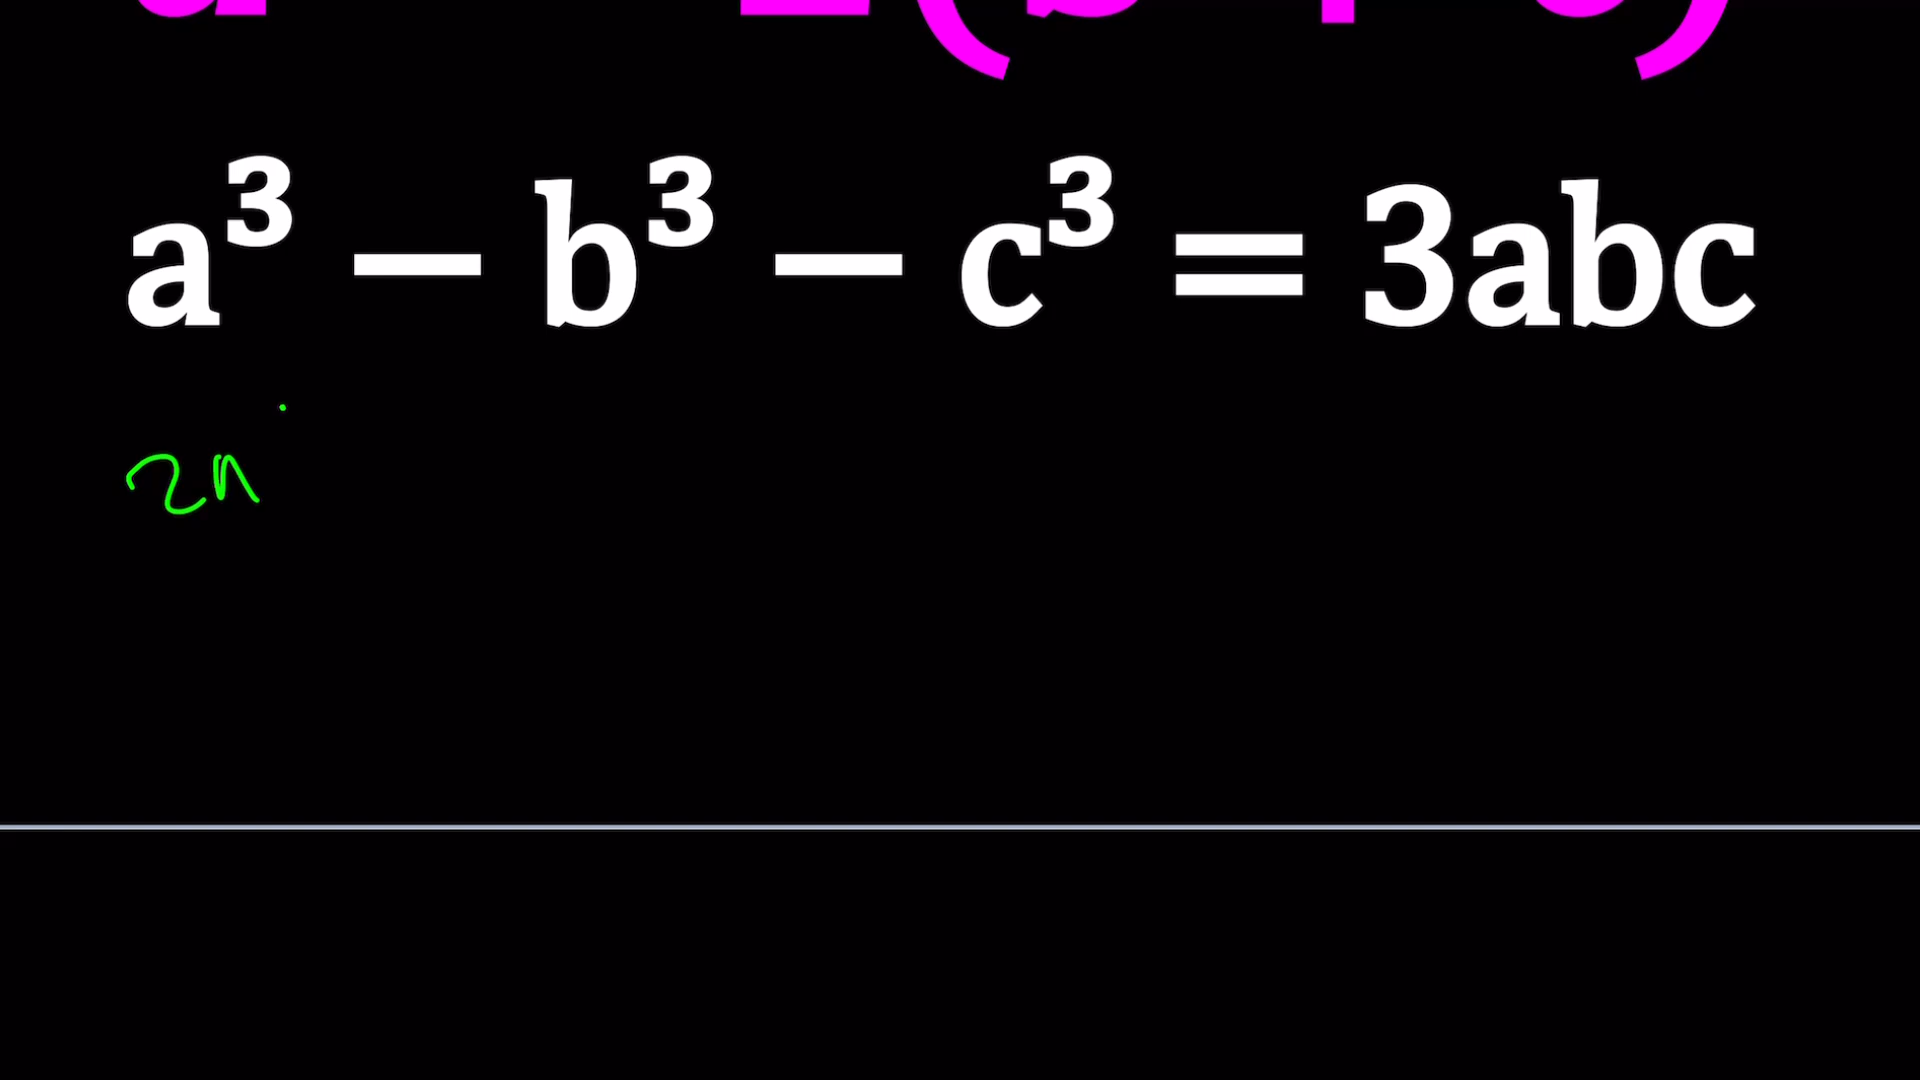 a³ − b³ − c³ = 3abc
2n